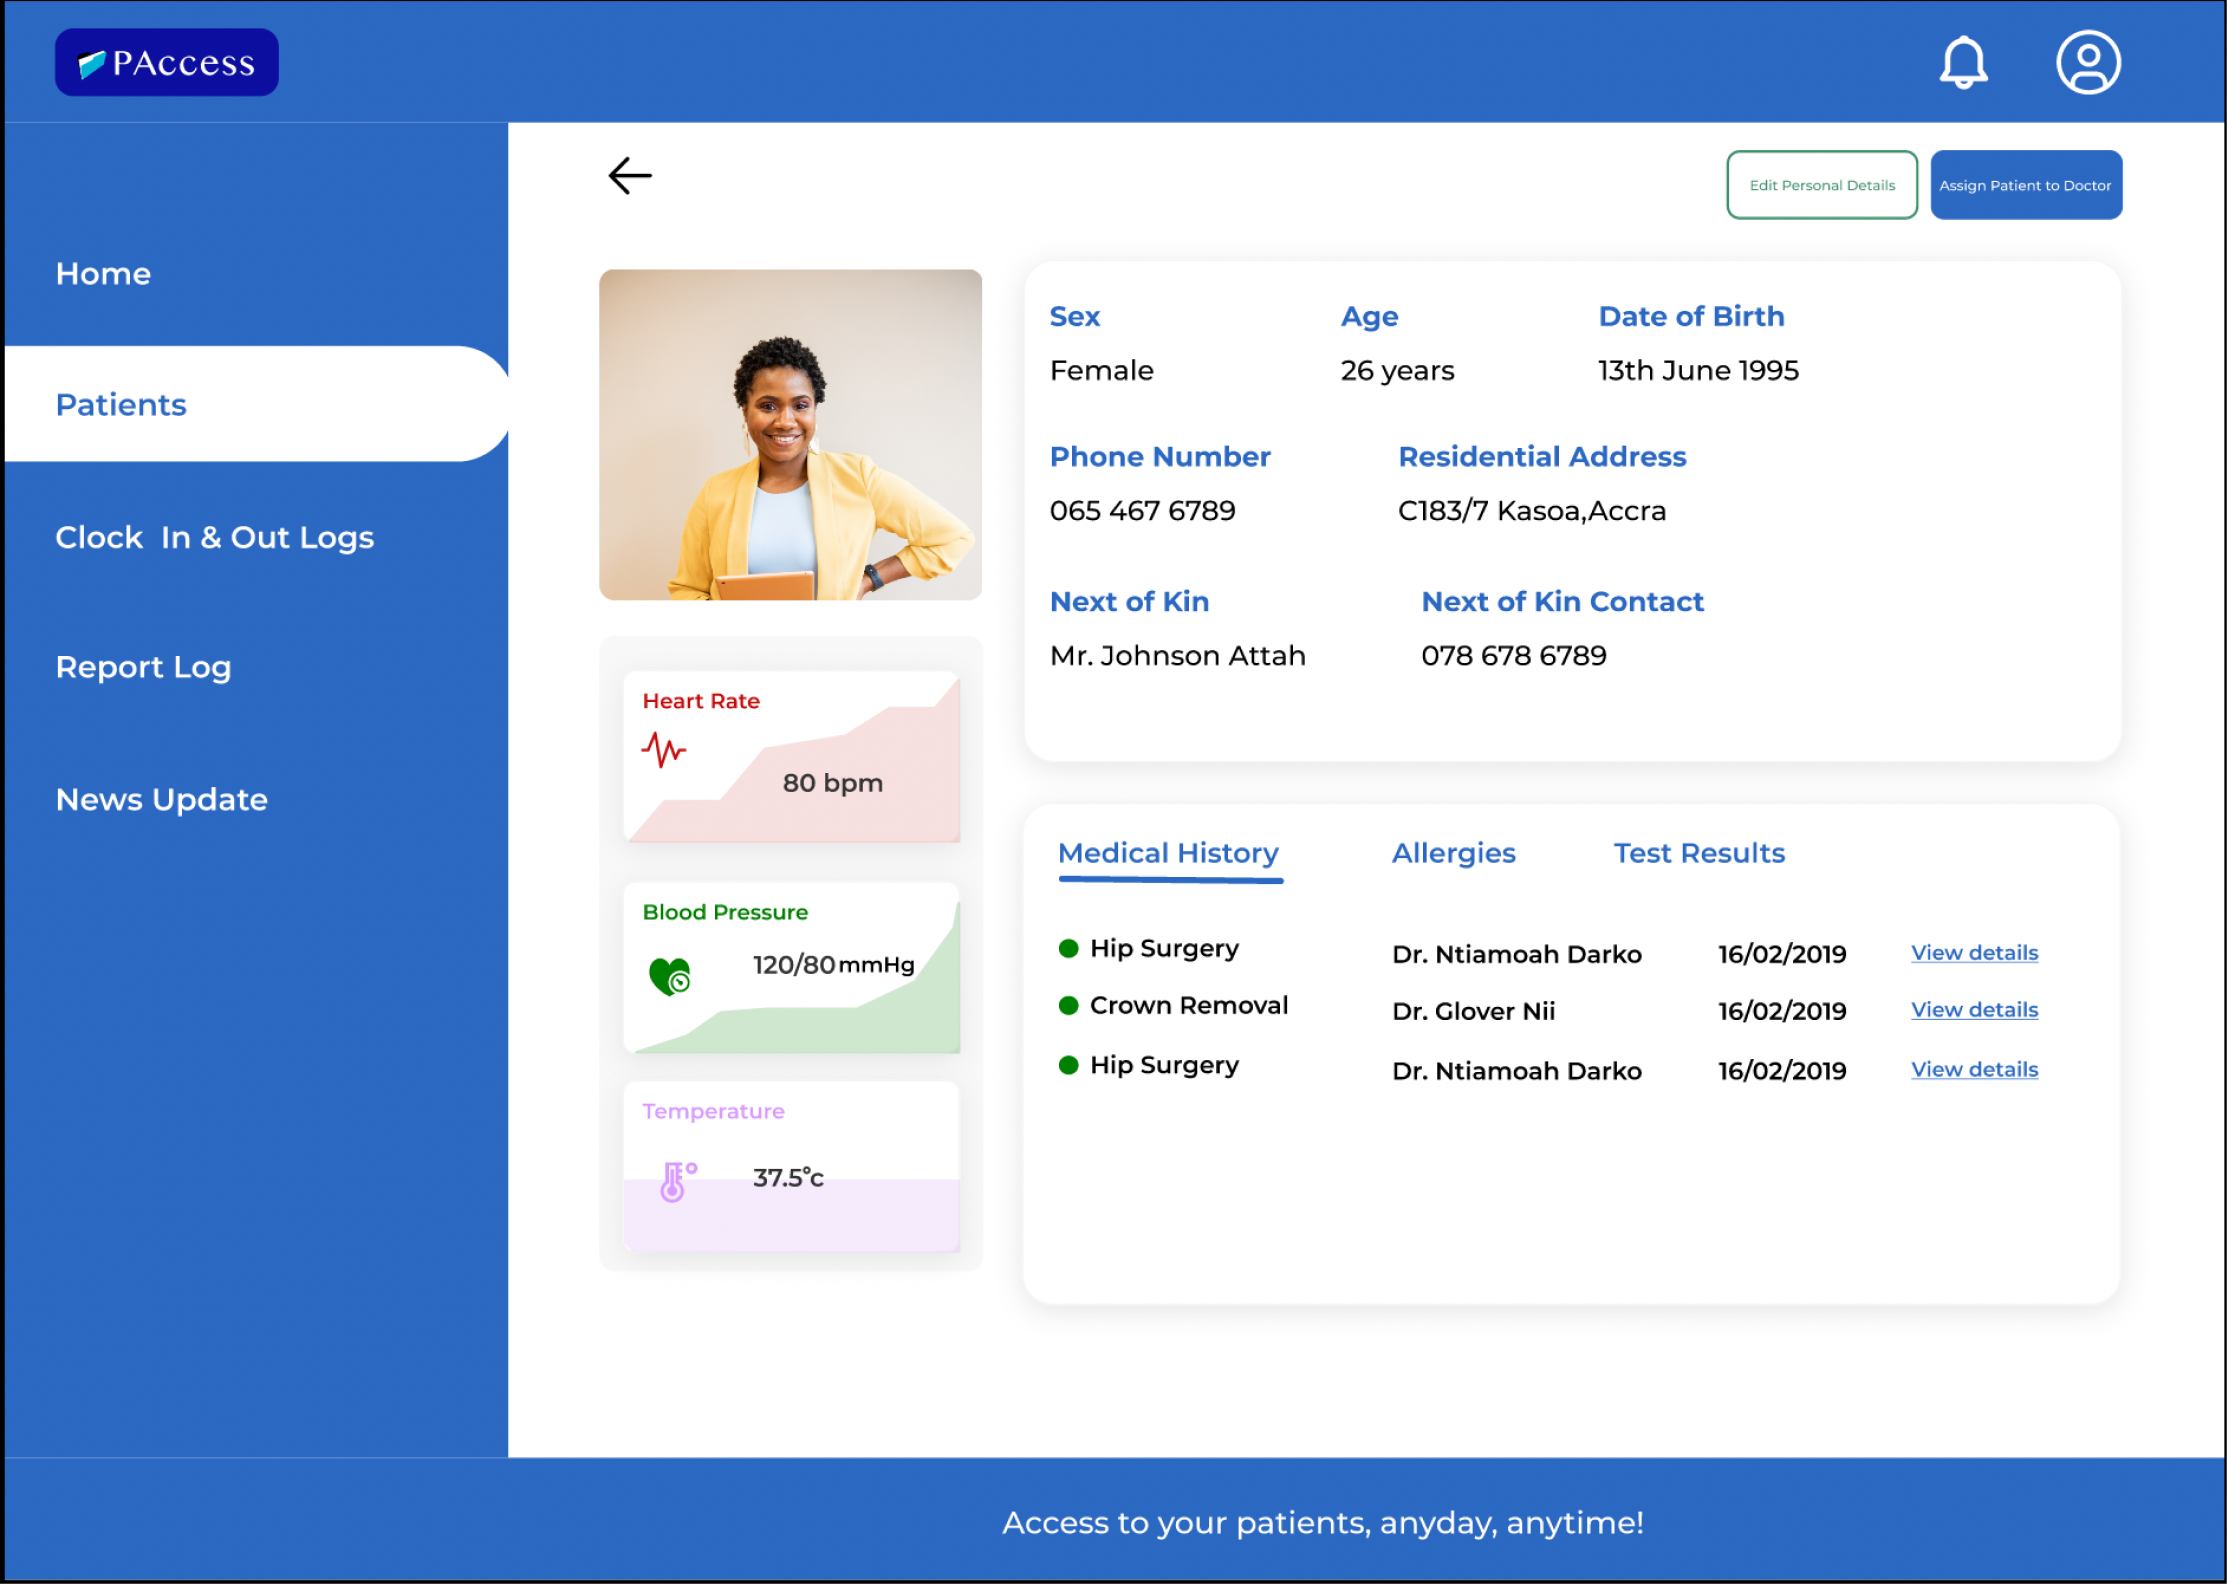 PAccess
Edit Personal Details
Assign Patient to Doctor
Home
Patients
Clock  In & Out Logs
Report Log
News Update
Sex
Age
Date of Birth
Female
26 years
13th June 1995
Phone Number
Residential Address
065 467 6789
C183/7 Kasoa,Accra
Next of Kin
Next of Kin Contact
Mr. Johnson Attah
078 678 6789
Heart Rate
80 bpm
Blood Pressure
120/80mmHg
Temperature
37.5°c
Medical History
Allergies
Test Results
Hip Surgery Dr. Ntiamoah Darko 16/02/2019 View details
Crown Removal Dr. Glover Nii 16/02/2019 View details
Hip Surgery Dr. Ntiamoah Darko 16/02/2019 View details
Access to your patients, anyday, anytime!